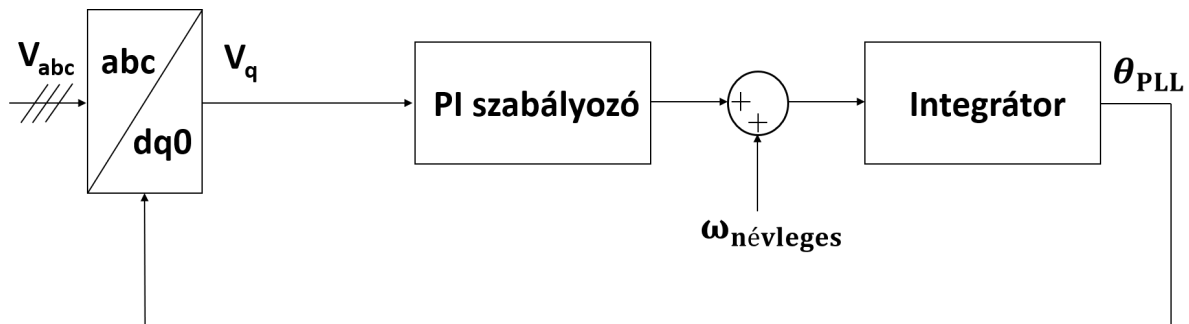 V_abc
abc
dq0
V_q
PI szabályozó
+
+
ω_névleges
Integrátor
θ_PLL